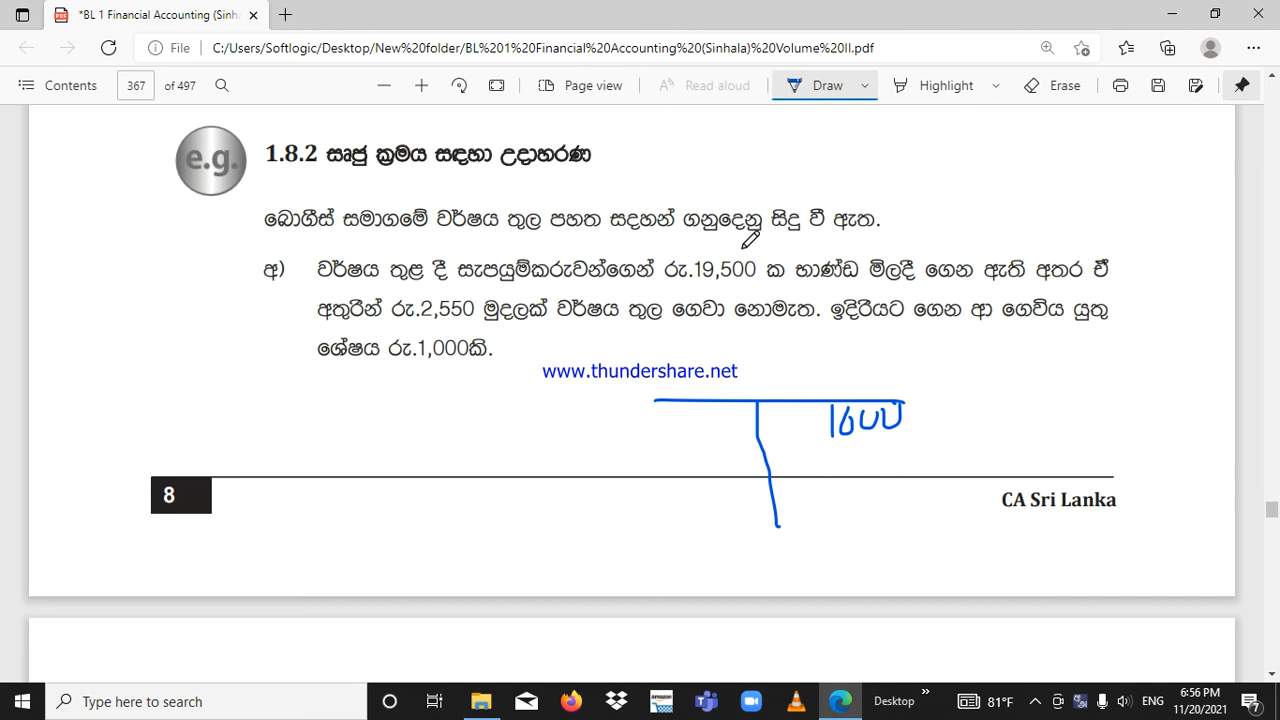 *BL 1 Financial Accounting (Sinha
File
C:/Users/Softlogic/Desktop/New%20folder/BL%201%20Financial%20Accounting%20(Sinhala)%20Volume%20II.pdf
Contents
367 of 497
Page view
Read aloud
Draw
Highlight
Erase
e.g.
1.8.2 සෘජු ක්‍රමය සඳහා උදාහරණ
බොගීස් සමාගමේ වර්ෂය තුල පහත සදහන් ගනුදෙනු සිදු වී ඇත.
අ) වර්ෂය තුළ දී සැපයුම්කරුවන්ගෙන් රු.19,500 ක භාණ්ඩ මිලදී ගෙන ඇති අතර ඒ
අතුරින් රු.2,550 මුදලක් වර්ෂය තුල ගෙවා නොමැත. ඉදිරියට ගෙන ආ ගෙවිය යුතු
ශේෂය රු.1,000කි.
www.thundershare.net
1600
8
CA Sri Lanka
Type here to search
Desktop
81°F
ENG
6:56 PM
11/20/2021
7